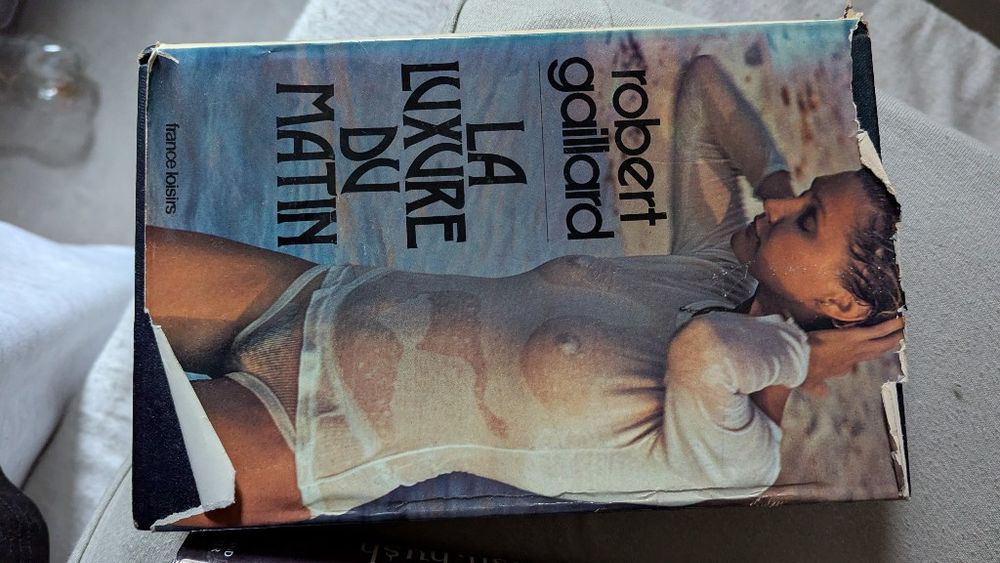 robert
gaillard
LA
LUXURE
DU
MATIN
france loisirs